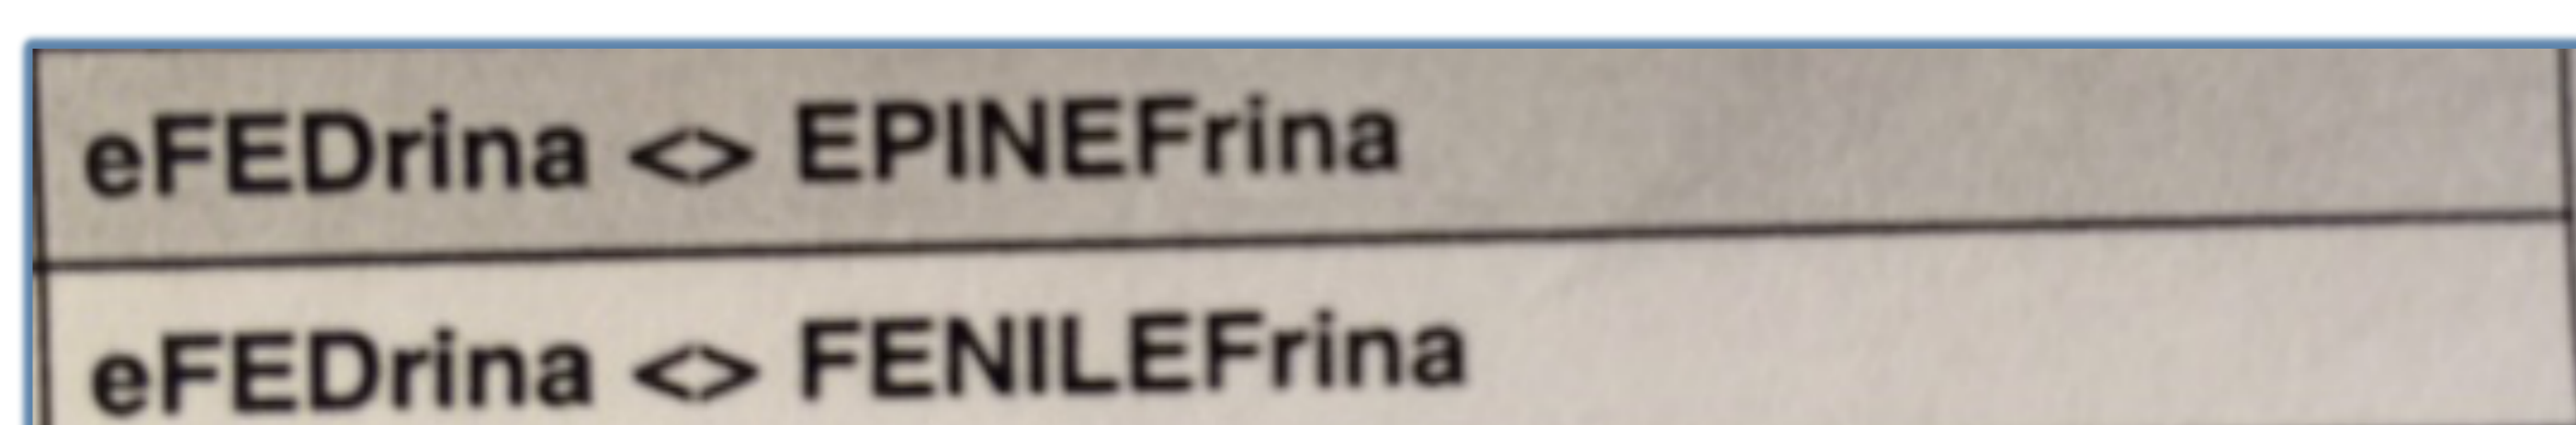 eFEDrina <> EPINEFrina
eFEDrina <> FENILEFrina